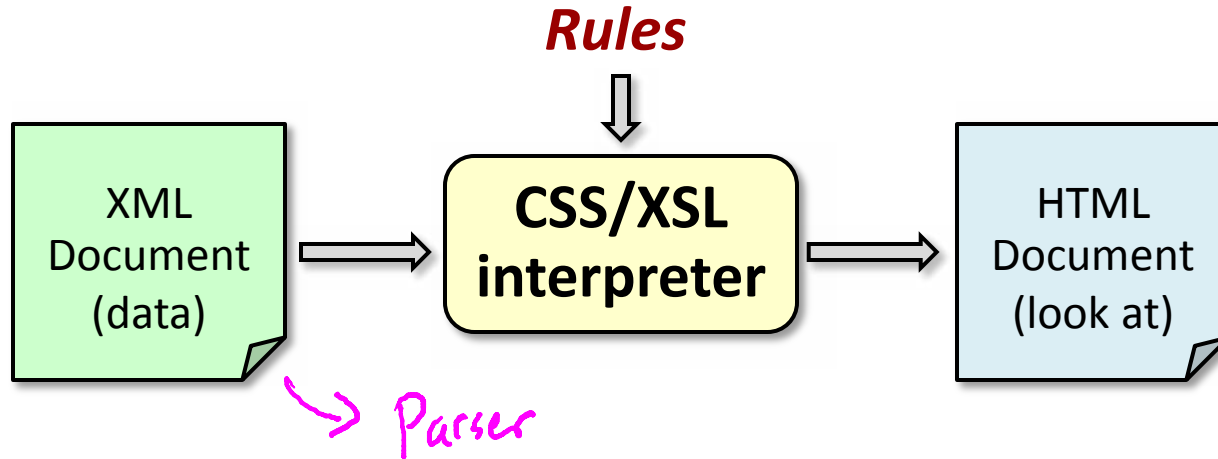 Rules
XML
Document
(data)
CSS/XSL
interpreter
HTML
Document
(look at)
Parser